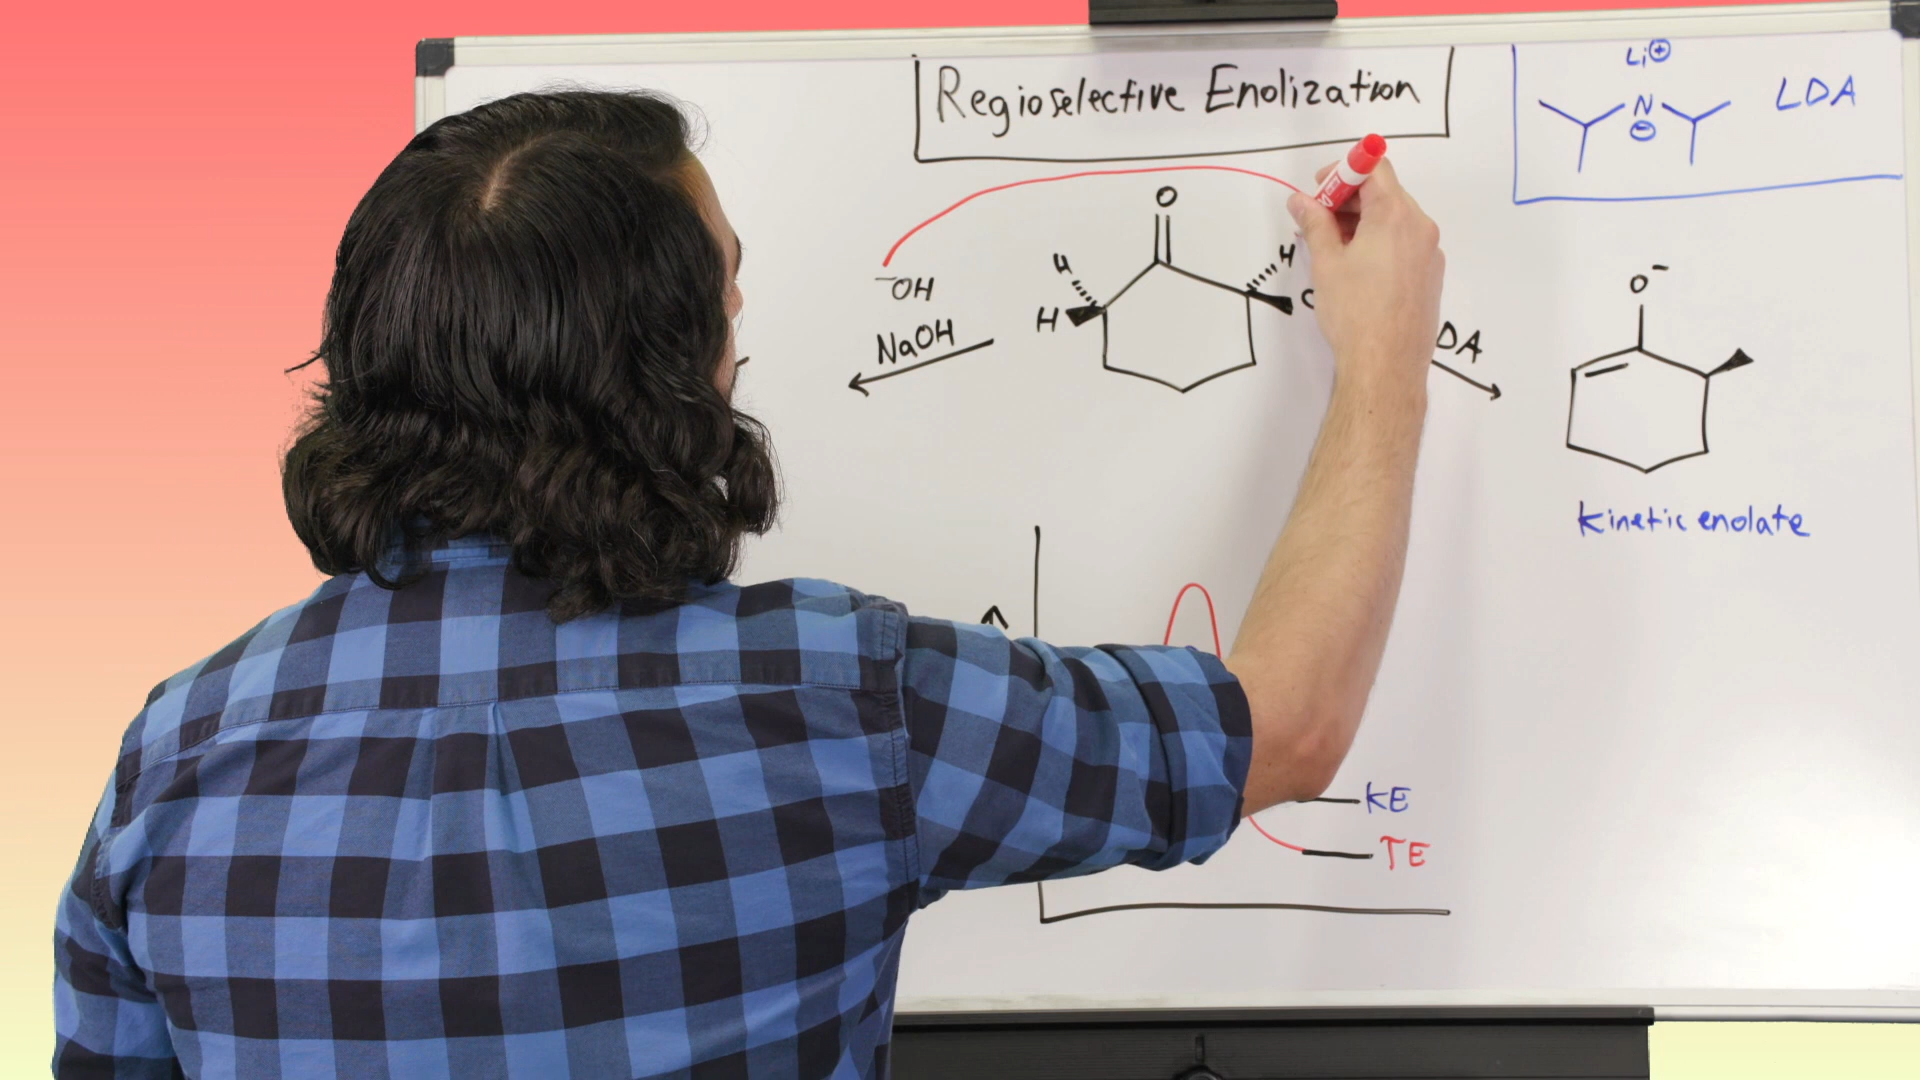 Regioselective Enolization
Li⊕
N
⊖
LDA
O
⁻OH
NaOH
H
H
H
C
DA
O⁻
Kinetic enolate
KE
TE